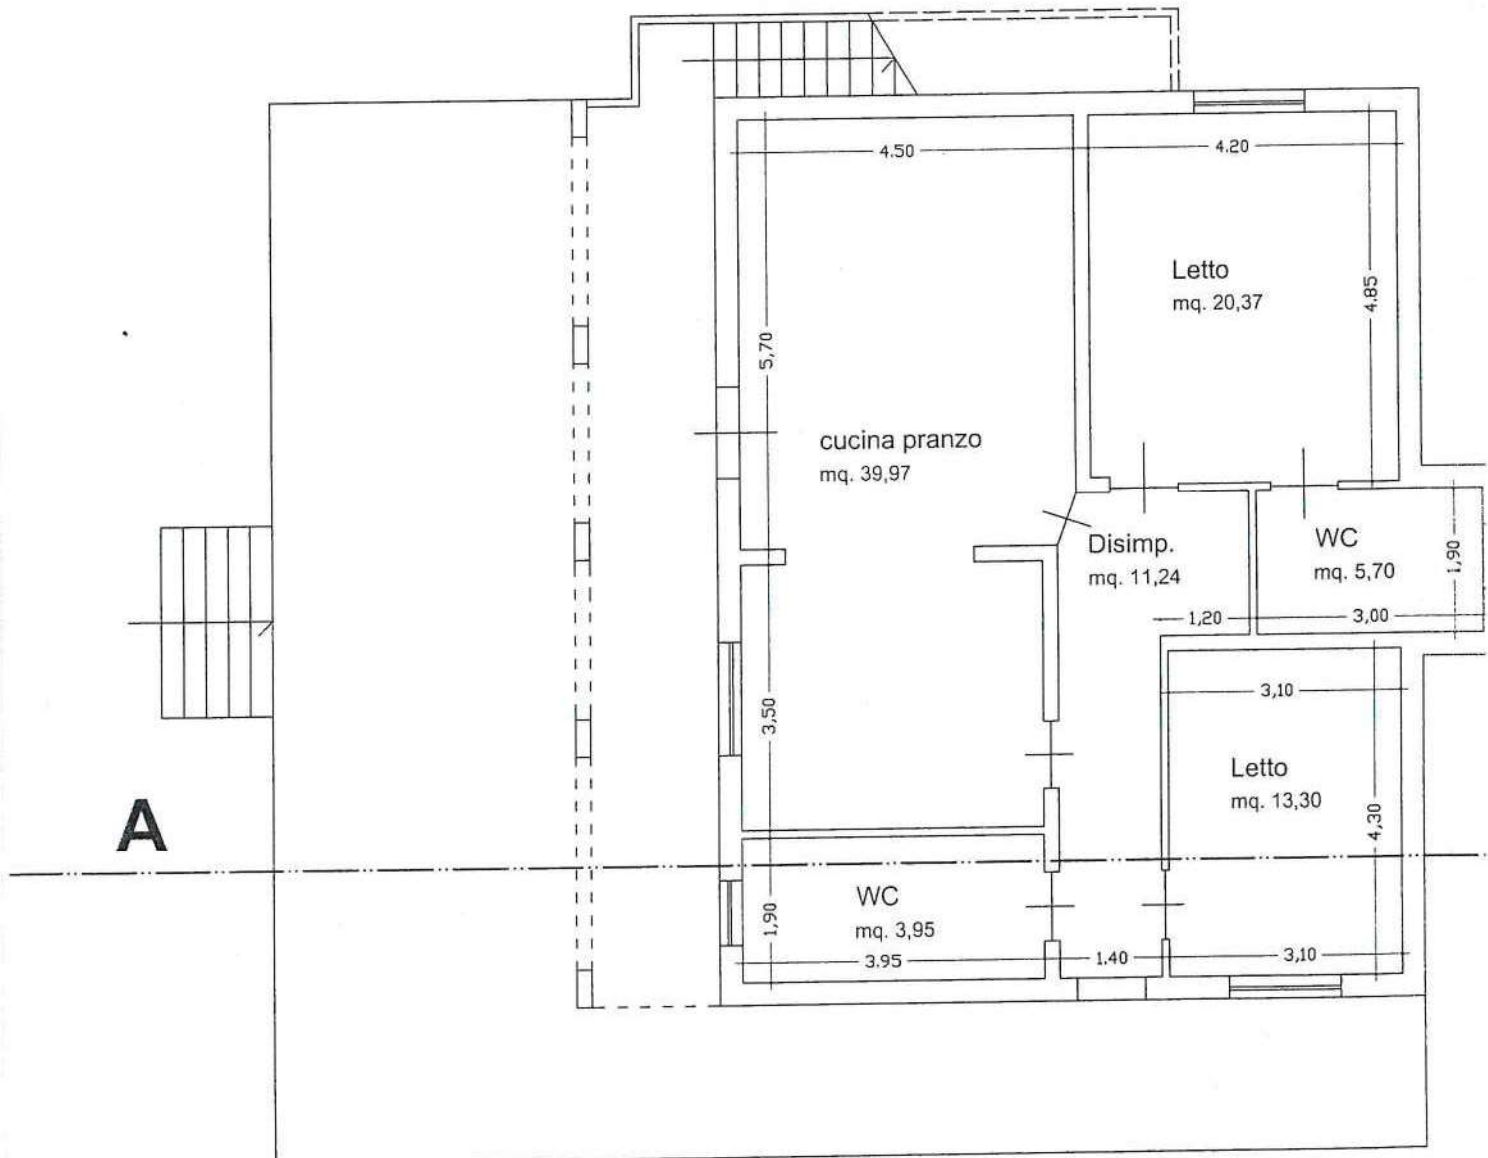 4.50
4.20
Letto
mq. 20,37
4.85
5,70
cucina pranzo
mq. 39,97
Disimp.
mq. 11,24
WC
mq. 5,70
1,90
1,20
3,00
3,10
3,50
Letto
mq. 13,30
4,30
A
WC
mq. 3,95
1,90
3.95
1.40
3,10